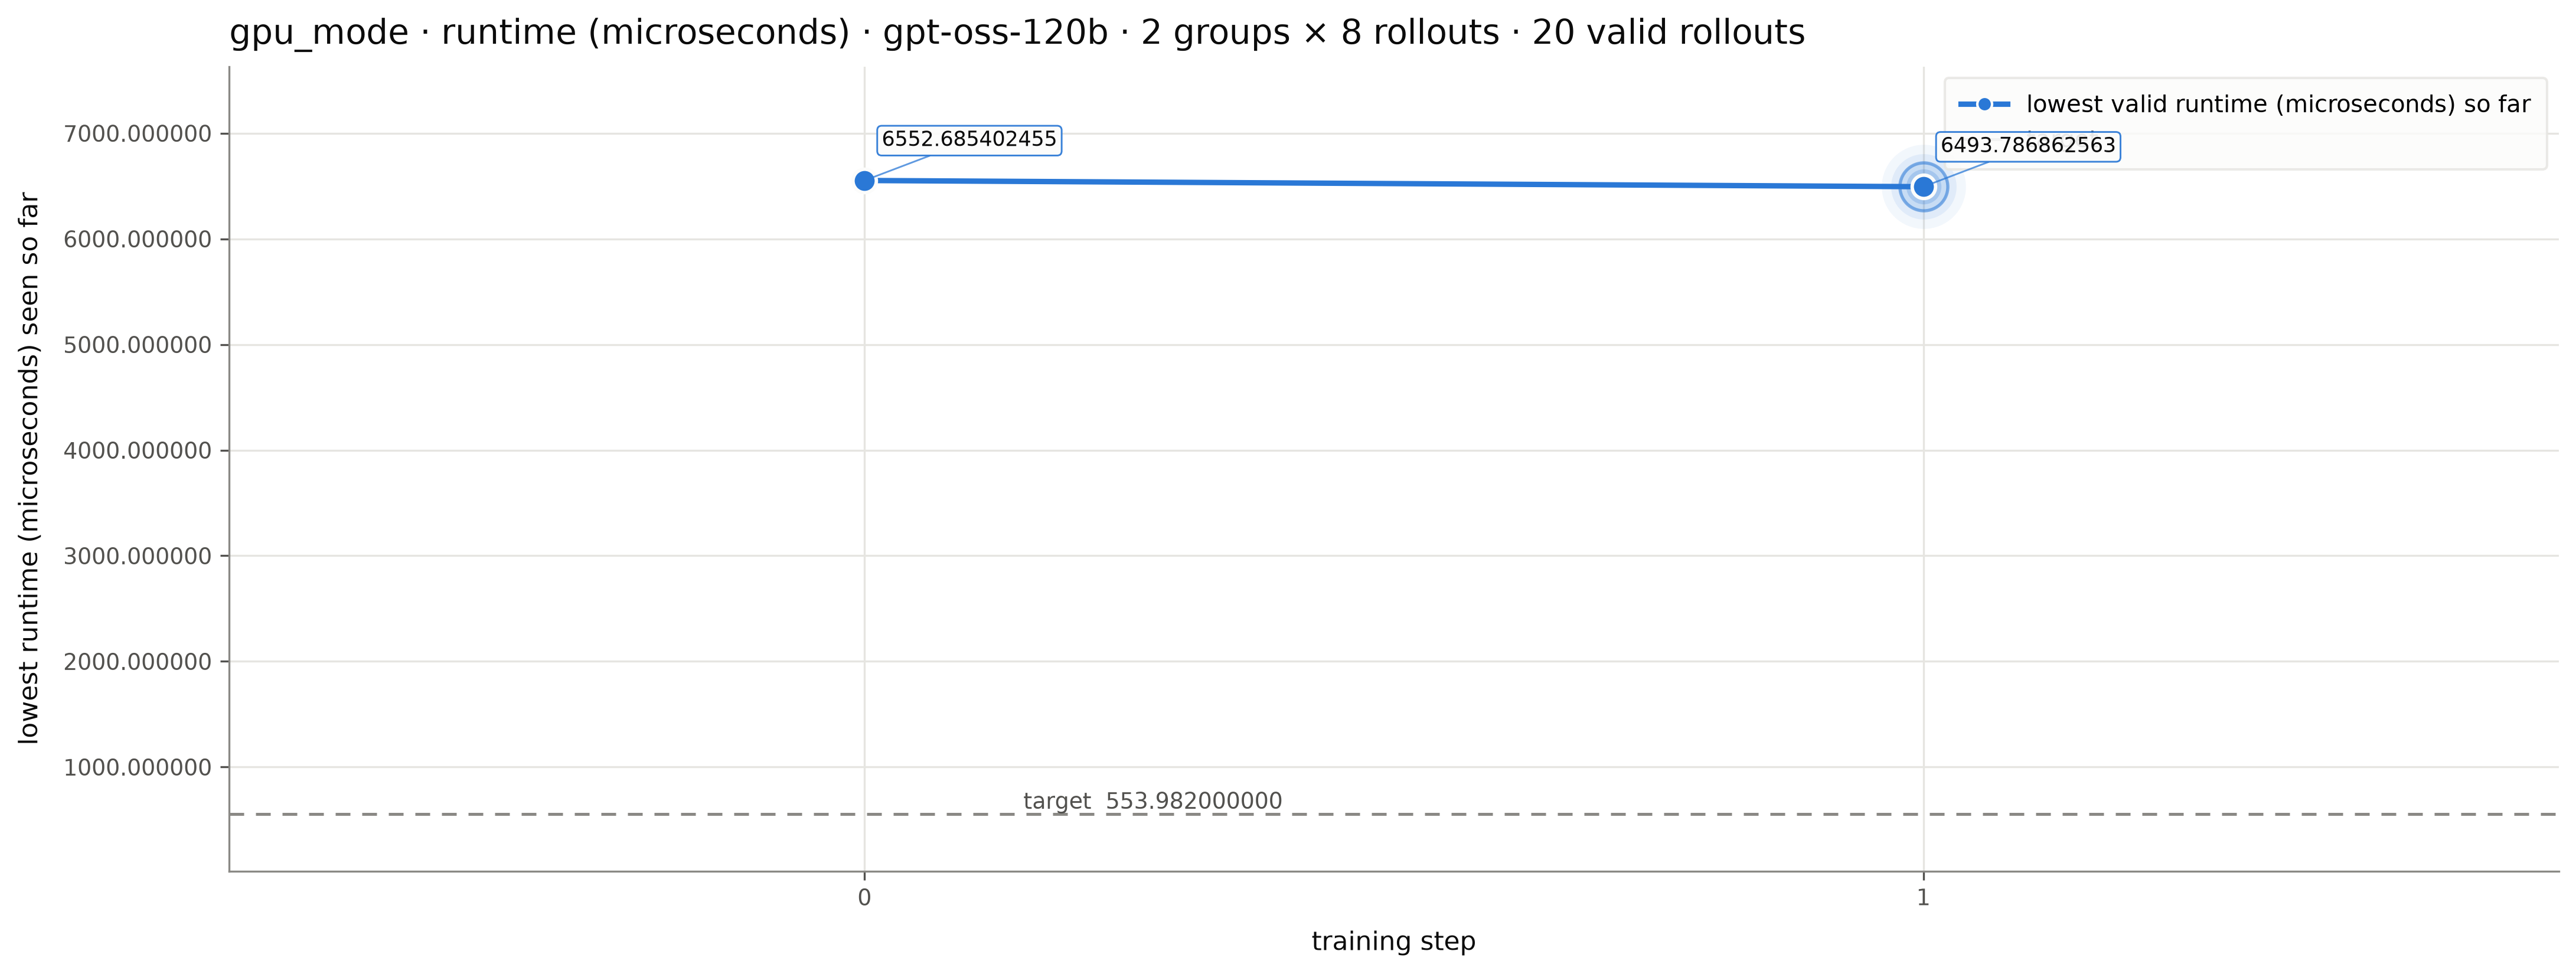 gpu_mode · runtime (microseconds) · gpt-oss-120b · 2 groups × 8 rollouts · 20 valid rollouts
lowest valid runtime (microseconds) so far
6552.685402455
6493.786862563
7000.000000
6000.000000
5000.000000
4000.000000
3000.000000
2000.000000
1000.000000
lowest runtime (microseconds) seen so far
target 553.982000000
0
1
training step